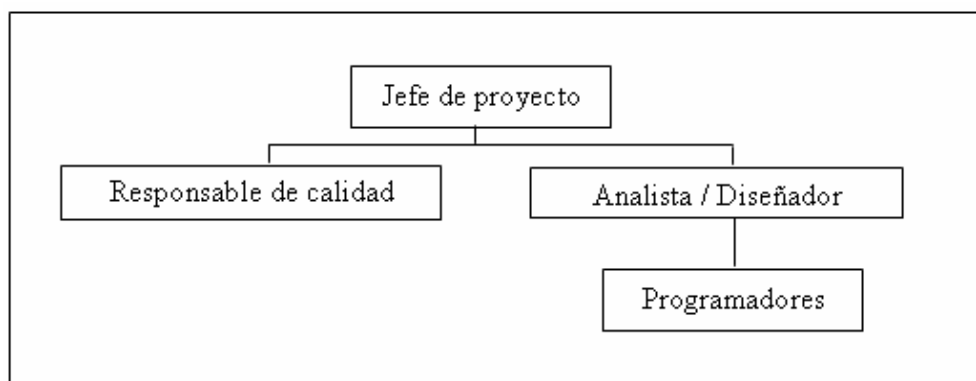 Jefe de proyecto
Responsable de calidad
Analista / Diseñador
Programadores